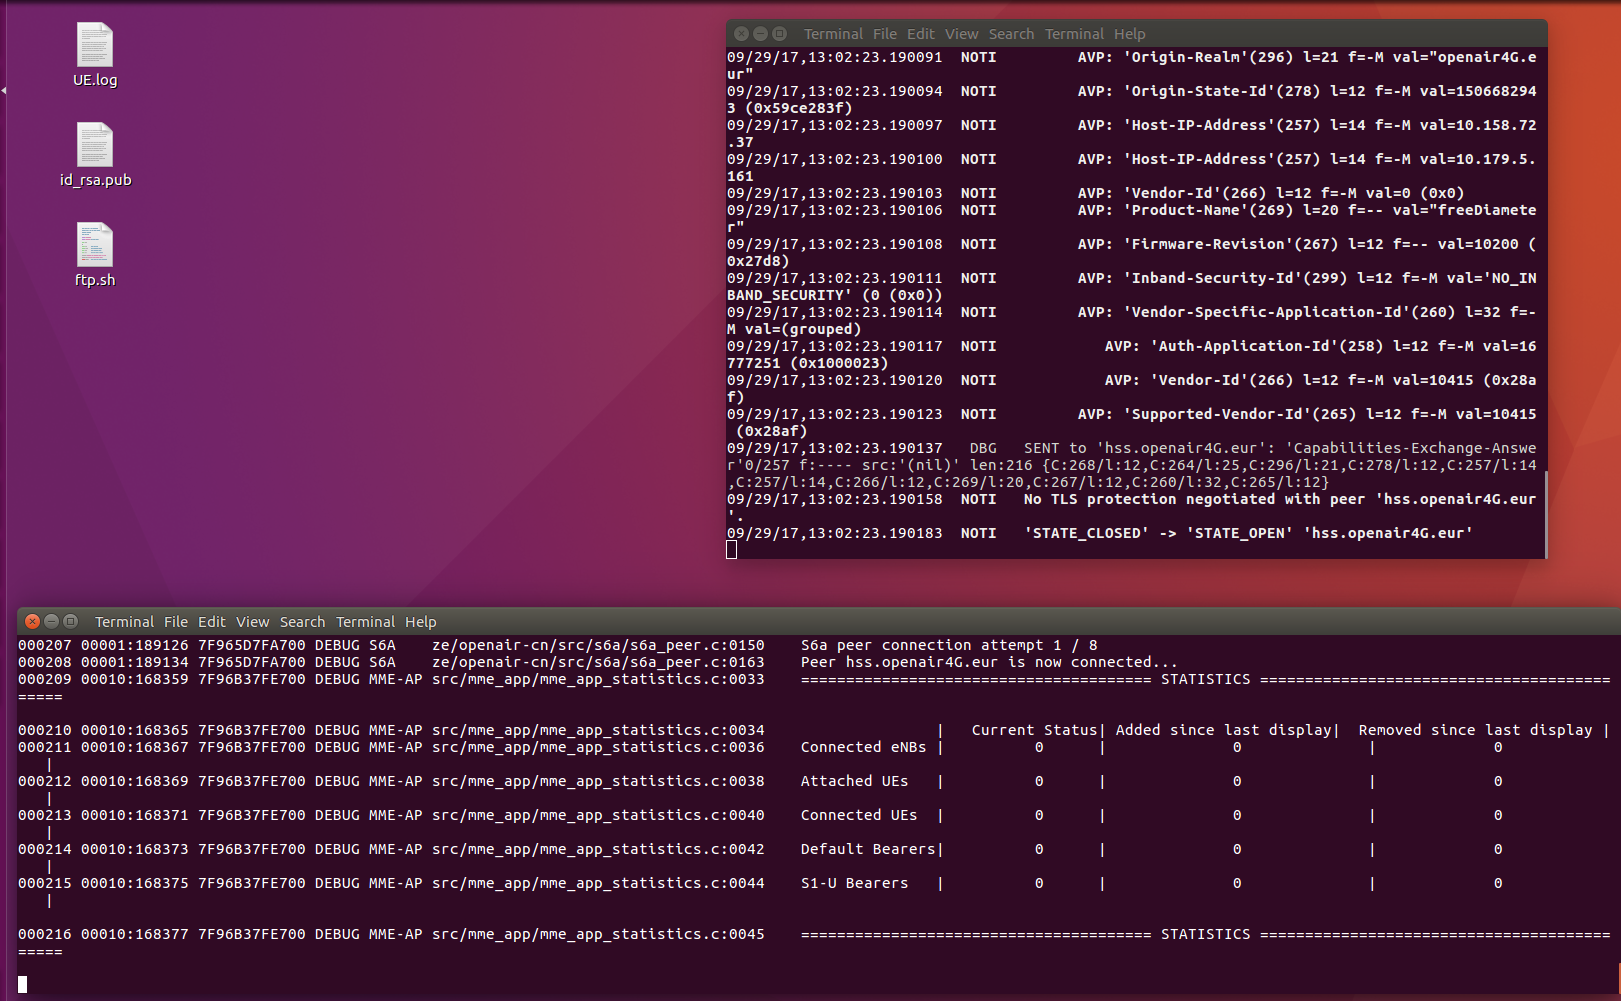 UE.log
id_rsa.pub
ftp.sh
Terminal File Edit View Search Terminal Help
09/29/17,13:02:23.190091  NOTI         AVP: 'Origin-Realm'(296) l=21 f=-M val="openair4G.e
ur"
09/29/17,13:02:23.190094  NOTI         AVP: 'Origin-State-Id'(278) l=12 f=-M val=150668294
3 (0x59ce283f)
09/29/17,13:02:23.190097  NOTI         AVP: 'Host-IP-Address'(257) l=14 f=-M val=10.158.72
.37
09/29/17,13:02:23.190100  NOTI         AVP: 'Host-IP-Address'(257) l=14 f=-M val=10.179.5.
161
09/29/17,13:02:23.190103  NOTI         AVP: 'Vendor-Id'(266) l=12 f=-M val=0 (0x0)
09/29/17,13:02:23.190106  NOTI         AVP: 'Product-Name'(269) l=20 f=-- val="freeDiamete
r"
09/29/17,13:02:23.190108  NOTI         AVP: 'Firmware-Revision'(267) l=12 f=-- val=10200 (
0x27d8)
09/29/17,13:02:23.190111  NOTI         AVP: 'Inband-Security-Id'(299) l=12 f=-M val='NO_IN
BAND_SECURITY' (0 (0x0))
09/29/17,13:02:23.190114  NOTI         AVP: 'Vendor-Specific-Application-Id'(260) l=32 f=-
M val=(grouped)
09/29/17,13:02:23.190117  NOTI            AVP: 'Auth-Application-Id'(258) l=12 f=-M val=16
777251 (0x1000023)
09/29/17,13:02:23.190120  NOTI            AVP: 'Vendor-Id'(266) l=12 f=-M val=10415 (0x28a
f)
09/29/17,13:02:23.190123  NOTI         AVP: 'Supported-Vendor-Id'(265) l=12 f=-M val=10415
 (0x28af)
09/29/17,13:02:23.190137   DBG   SENT to 'hss.openair4G.eur': 'Capabilities-Exchange-Answe
r'0/257 f:---- src:'(nil)' len:216 {C:268/l:12,C:264/l:25,C:296/l:21,C:278/l:12,C:257/l:14
,C:257/l:14,C:266/l:12,C:269/l:20,C:267/l:12,C:260/l:32,C:265/l:12}
09/29/17,13:02:23.190158  NOTI   No TLS protection negotiated with peer 'hss.openair4G.eur
'.
09/29/17,13:02:23.190183  NOTI   'STATE_CLOSED' -> 'STATE_OPEN' 'hss.openair4G.eur'
Terminal File Edit View Search Terminal Help
000207 00001:189126 7F965D7FA700 DEBUG S6A    ze/openair-cn/src/s6a/s6a_peer.c:0150    S6a peer connection attempt 1 / 8
000208 00001:189134 7F965D7FA700 DEBUG S6A    ze/openair-cn/src/s6a/s6a_peer.c:0163    Peer hss.openair4G.eur is now connected...
000209 00010:168359 7F96B37FE700 DEBUG MME-AP src/mme_app/mme_app_statistics.c:0033    ======================================= STATISTICS =======================================
=====
000210 00010:168365 7F96B37FE700 DEBUG MME-AP src/mme_app/mme_app_statistics.c:0034                   |   Current Status| Added since last display|  Removed since last display |
000211 00010:168367 7F96B37FE700 DEBUG MME-AP src/mme_app/mme_app_statistics.c:0036    Connected eNBs |          0      |              0              |             0
   |
000212 00010:168369 7F96B37FE700 DEBUG MME-AP src/mme_app/mme_app_statistics.c:0038    Attached UEs   |          0      |              0              |             0
   |
000213 00010:168371 7F96B37FE700 DEBUG MME-AP src/mme_app/mme_app_statistics.c:0040    Connected UEs  |          0      |              0              |             0
   |
000214 00010:168373 7F96B37FE700 DEBUG MME-AP src/mme_app/mme_app_statistics.c:0042    Default Bearers|          0      |              0              |             0
   |
000215 00010:168375 7F96B37FE700 DEBUG MME-AP src/mme_app/mme_app_statistics.c:0044    S1-U Bearers   |          0      |              0              |             0
   |
000216 00010:168377 7F96B37FE700 DEBUG MME-AP src/mme_app/mme_app_statistics.c:0045    ======================================= STATISTICS =======================================
=====